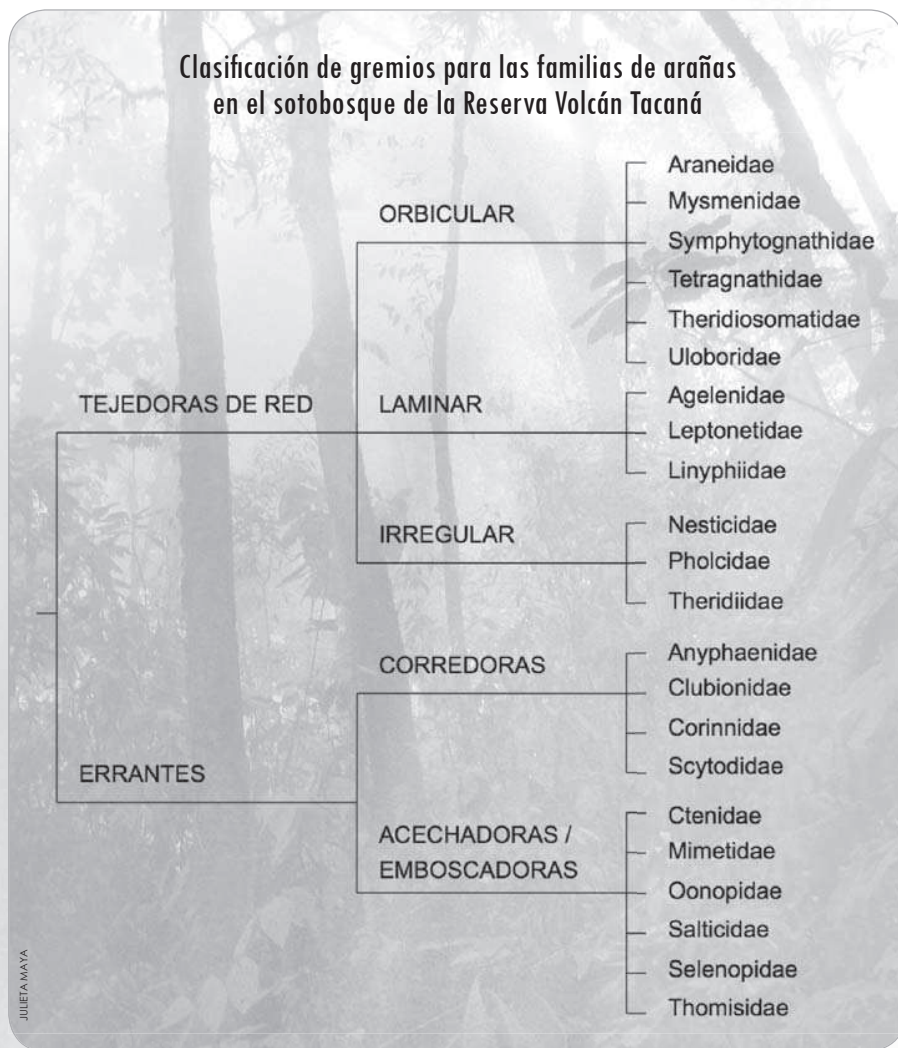 Clasificación de gremios para las familias de arañas
en el sotobosque de la Reserva Volcán Tacaná
TEJEDORAS DE RED
ORBICULAR
Araneidae
Mysmenidae
Symphytognathidae
Tetragnathidae
Theridiosomatidae
Uloboridae
LAMINAR
Agelenidae
Leptonetidae
Linyphiidae
IRREGULAR
Nesticidae
Pholcidae
Theridiidae
ERRANTES
CORREDORAS
Anyphaenidae
Clubionidae
Corinnidae
Scytodidae
ACECHADORAS /
EMBOSCADORAS
Ctenidae
Mimetidae
Oonopidae
Salticidae
Selenopidae
Thomisidae
JULIETA MAYA